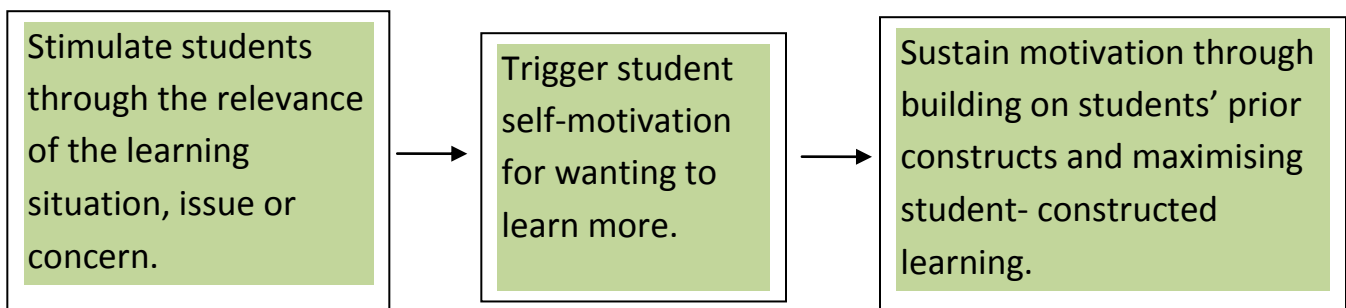 Stimulate students
through the relevance
of the learning
situation, issue or
concern.
Trigger student
self-motivation
for wanting to
learn more.
Sustain motivation through
building on students’ prior
constructs and maximising
student- constructed
learning.